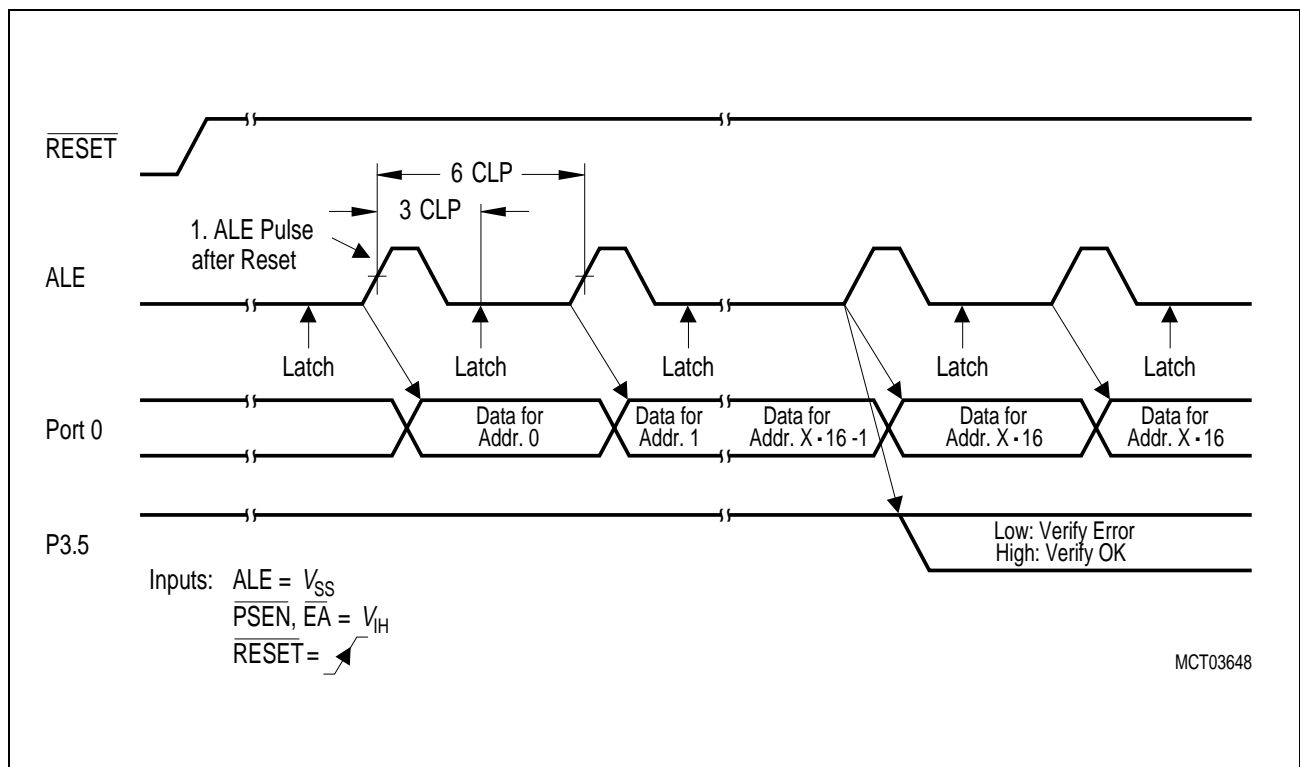 RESET
6 CLP
3 CLP
1. ALE Pulse
after Reset
ALE
Latch
Latch
Latch
Latch
Latch
Port 0
Data for
Addr. 0
Data for
Addr. 1
Data for
Addr. X - 16 -1
Data for
Addr. X - 16
Data for
Addr. X - 16
P3.5
Low: Verify Error
High: Verify OK
Inputs: ALE = VSS
PSEN, EA = VIH
RESET =
MCT03648